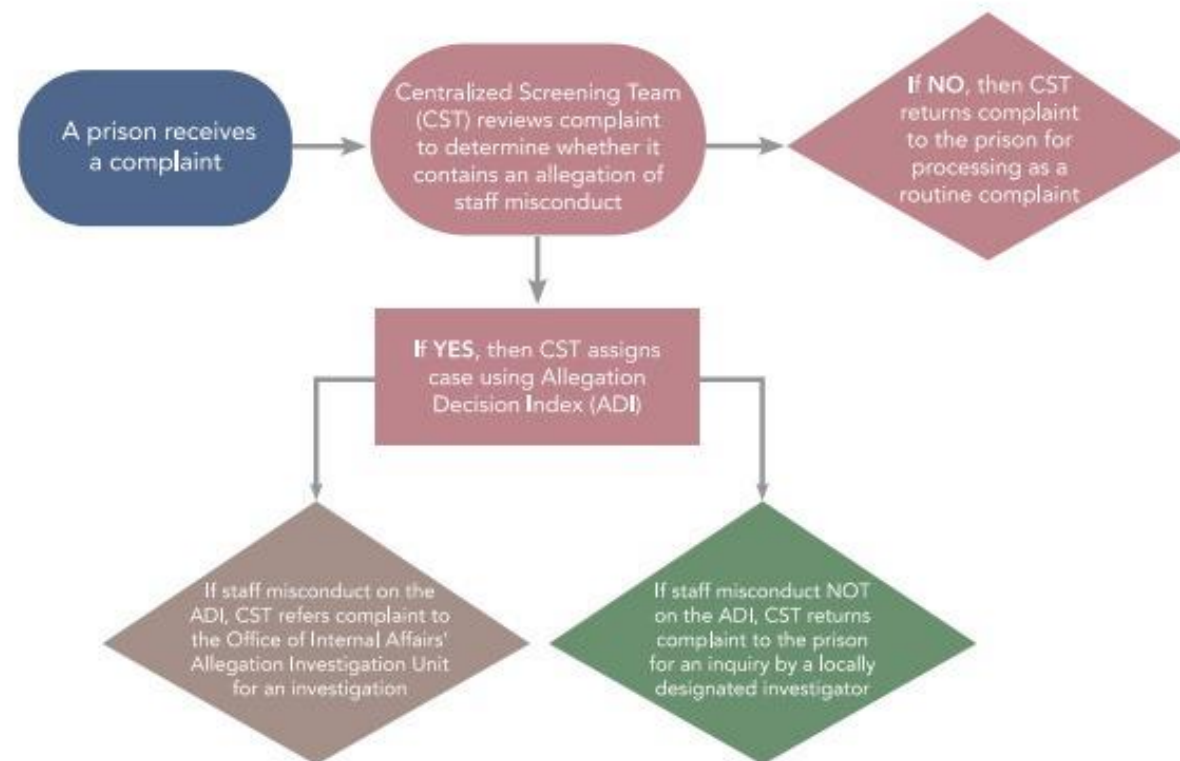 A prison receives
a complaint
Centralized Screening Team
(CST) reviews complaint
to determine whether it
contains an allegation of
staff misconduct
If NO, then CST
returns complaint
to the prison for
processing as a
routine complaint
If YES, then CST assigns
case using Allegation
Decision Index (ADI)
If staff misconduct on the
ADI, CST refers complaint to
the Office of Internal Affairs'
Allegation Investigation Unit
for an investigation
If staff misconduct NOT
on the ADI, CST returns
complaint to the prison
for an inquiry by a locally
designated investigator